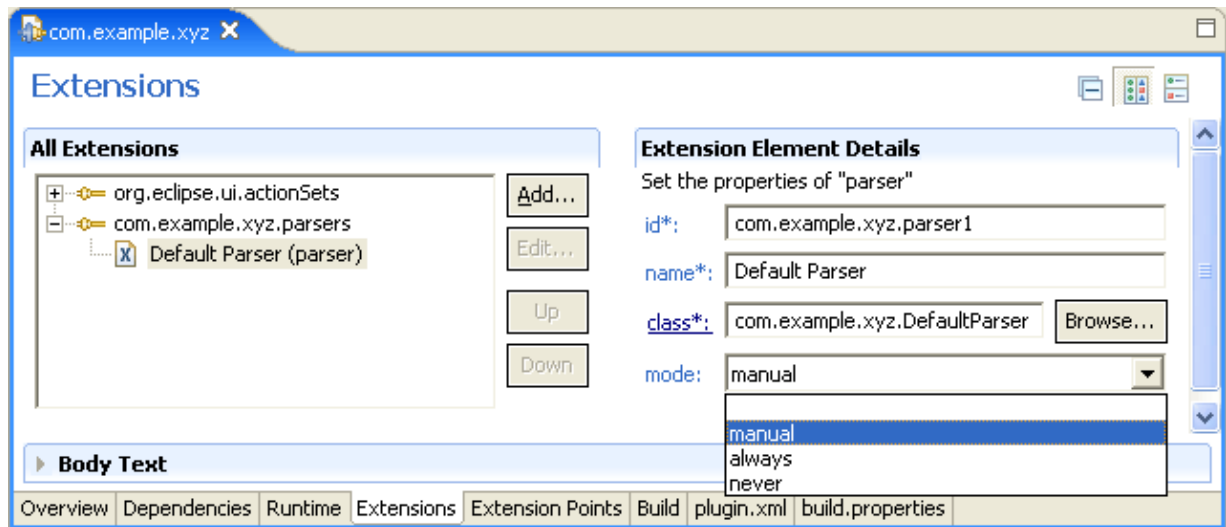 com.example.xyz
Extensions
All Extensions
org.eclipse.ui.actionSets
com.example.xyz.parsers
Default Parser (parser)
Add...
Edit...
Up
Down
Extension Element Details
Set the properties of "parser"
id*: com.example.xyz.parser1
name*: Default Parser
class*: com.example.xyz.DefaultParser Browse...
mode: manual
manual
always
never
Body Text
Overview Dependencies Runtime Extensions Extension Points Build plugin.xml build.properties